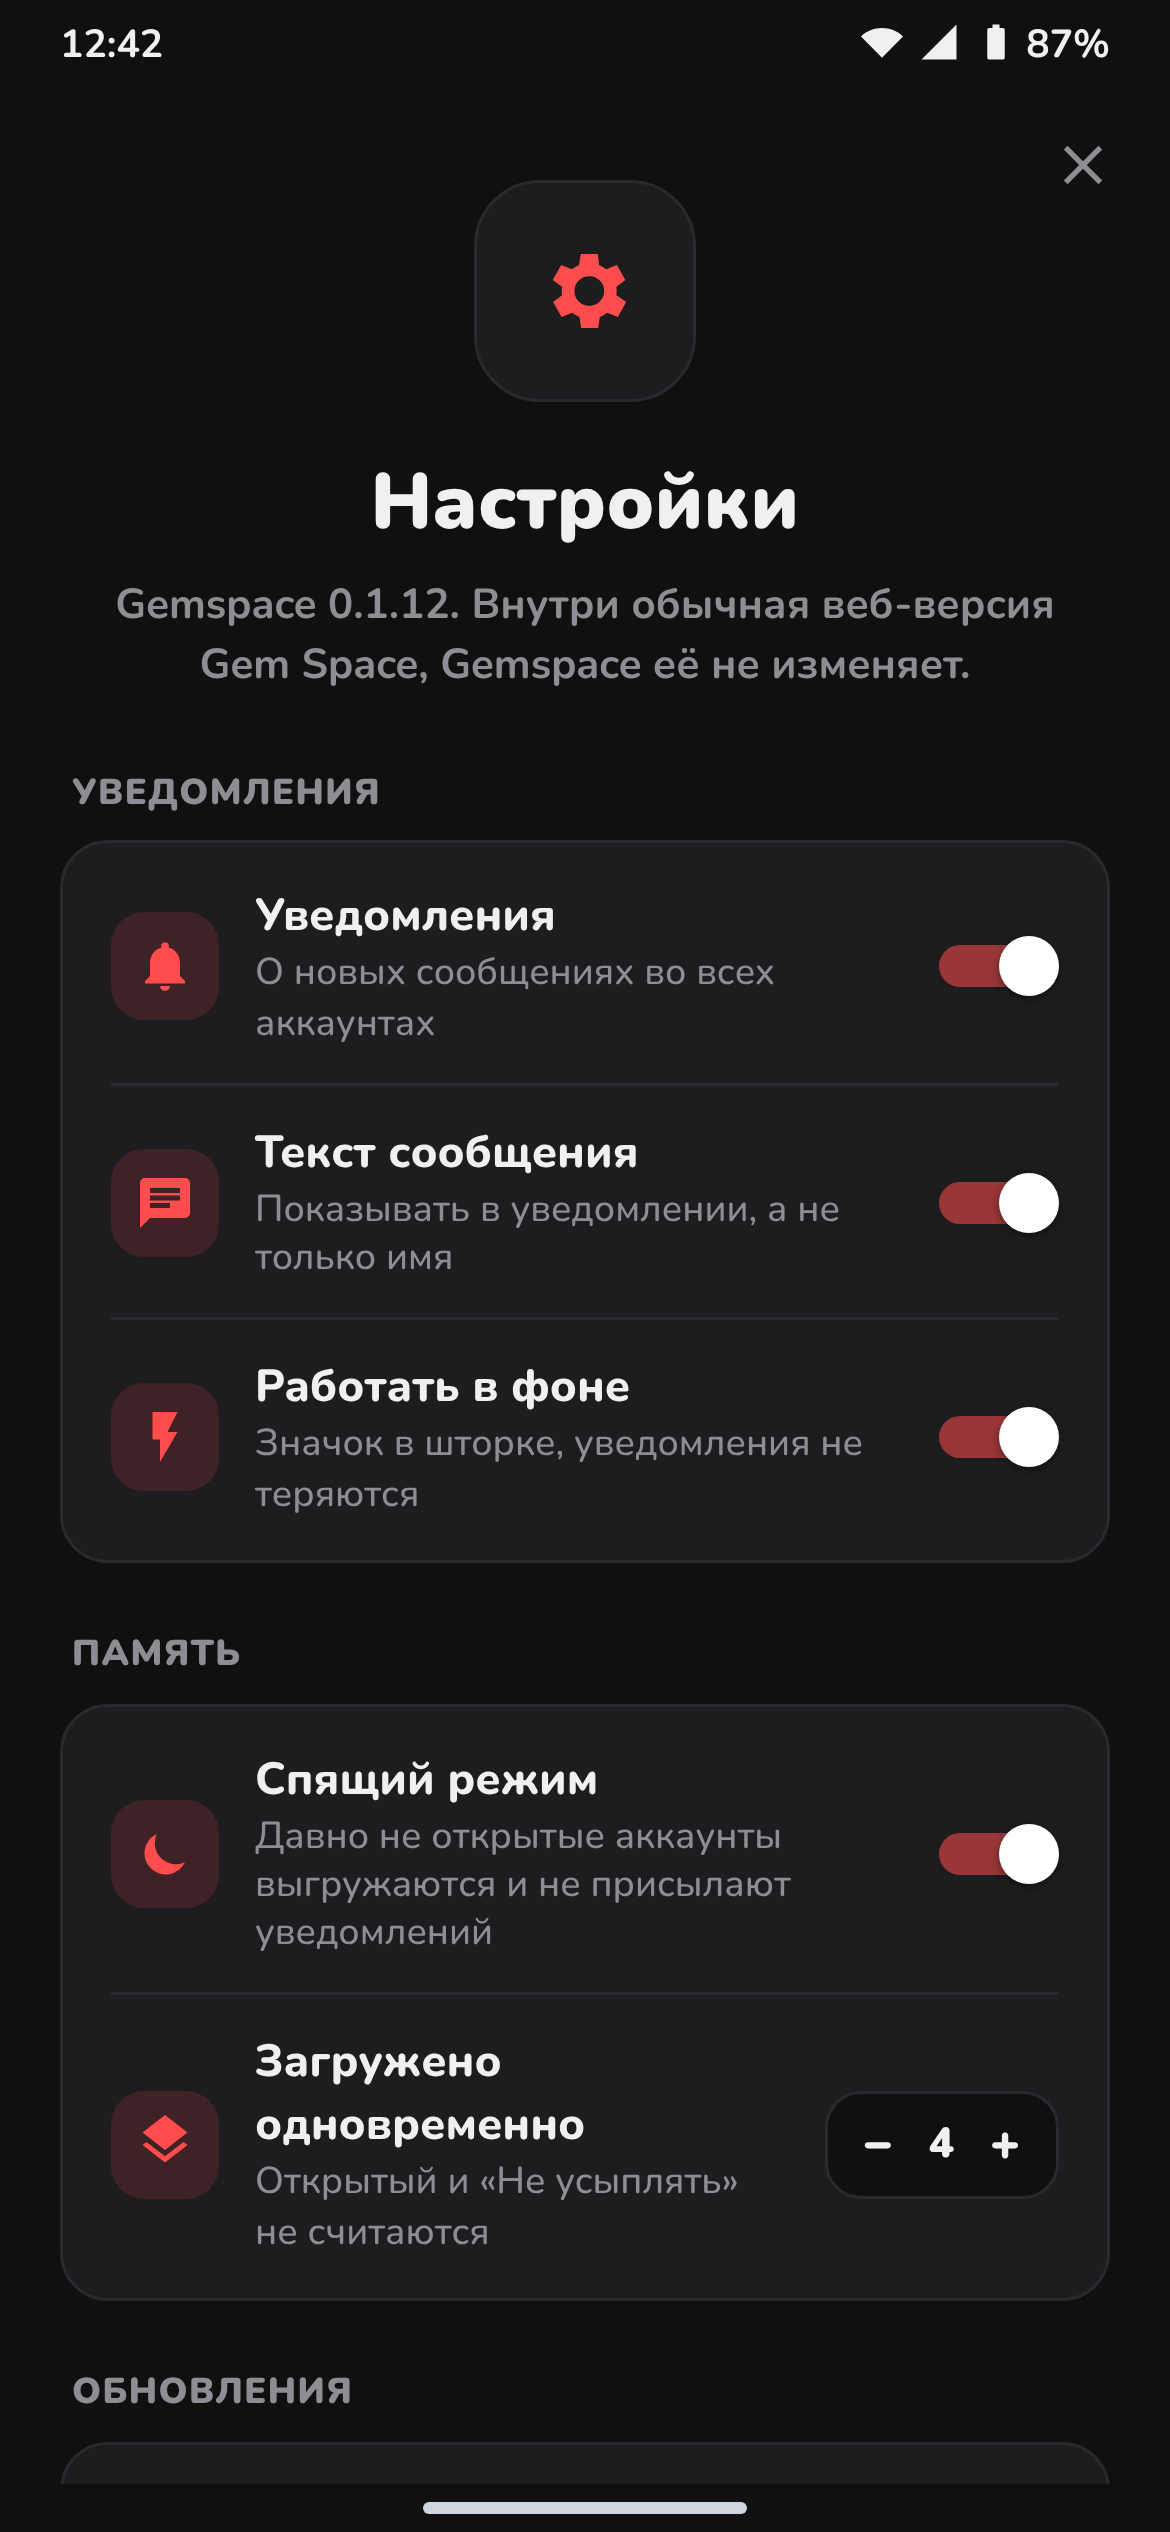 12:42
87%
Настройки
Gemspace 0.1.12. Внутри обычная веб-версия
Gem Space, Gemspace её не изменяет.
УВЕДОМЛЕНИЯ
Уведомления
О новых сообщениях во всех
аккаунтах
Текст сообщения
Показывать в уведомлении, а не
только имя
Работать в фоне
Значок в шторке, уведомления не
теряются
ПАМЯТЬ
Спящий режим
Давно не открытые аккаунты
выгружаются и не присылают
уведомлений
Загружено
одновременно
Открытый и «Не усыплять»
не считаются
− 4 +
ОБНОВЛЕНИЯ